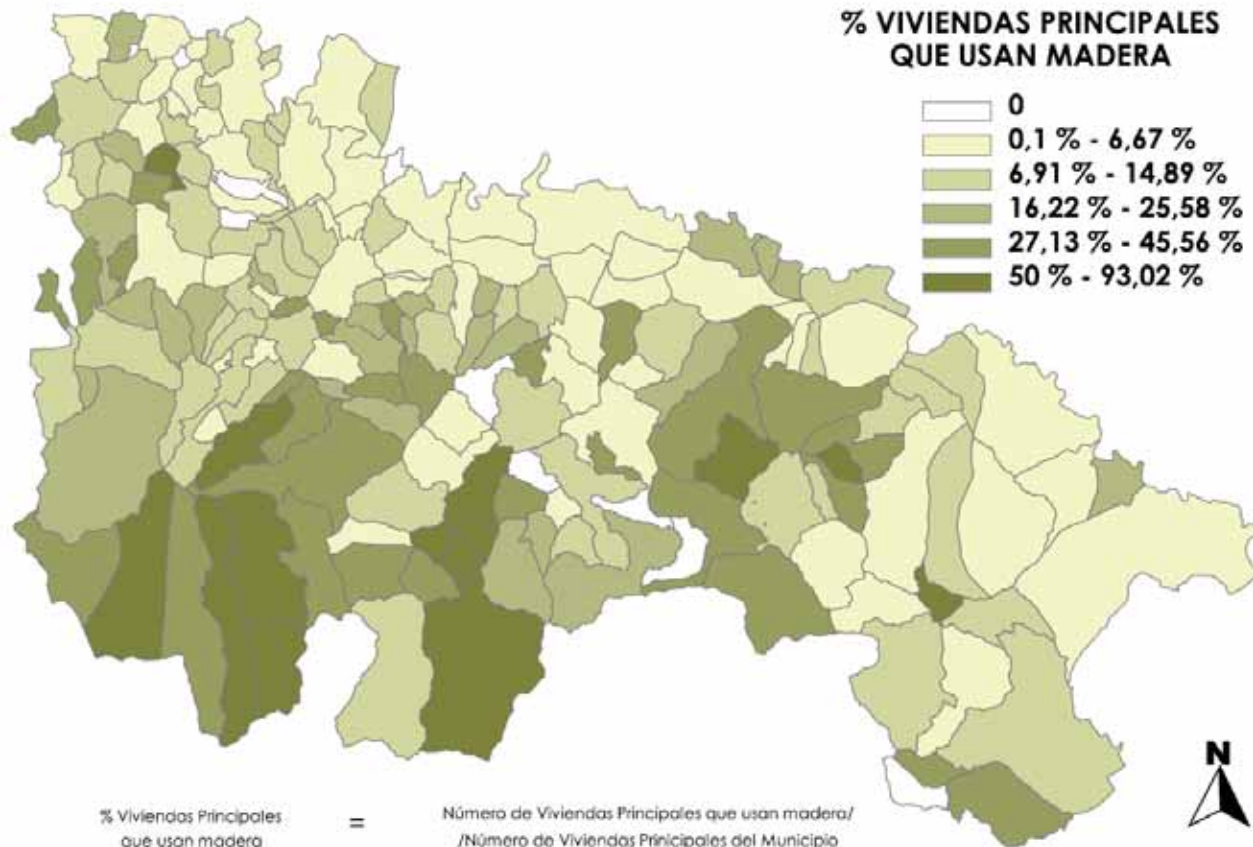 % VIVIENDAS PRINCIPALES
QUE USAN MADERA
0
0,1 % - 6,67 %
6,91 % - 14,89 %
16,22 % - 25,58 %
27,13 % - 45,56 %
50 % - 93,02 %
N
% Viviendas Principales
que usan madera
=
Número de Viviendas Principales que usan madera/
/Número de Viviendas Prinicipales del Municipio